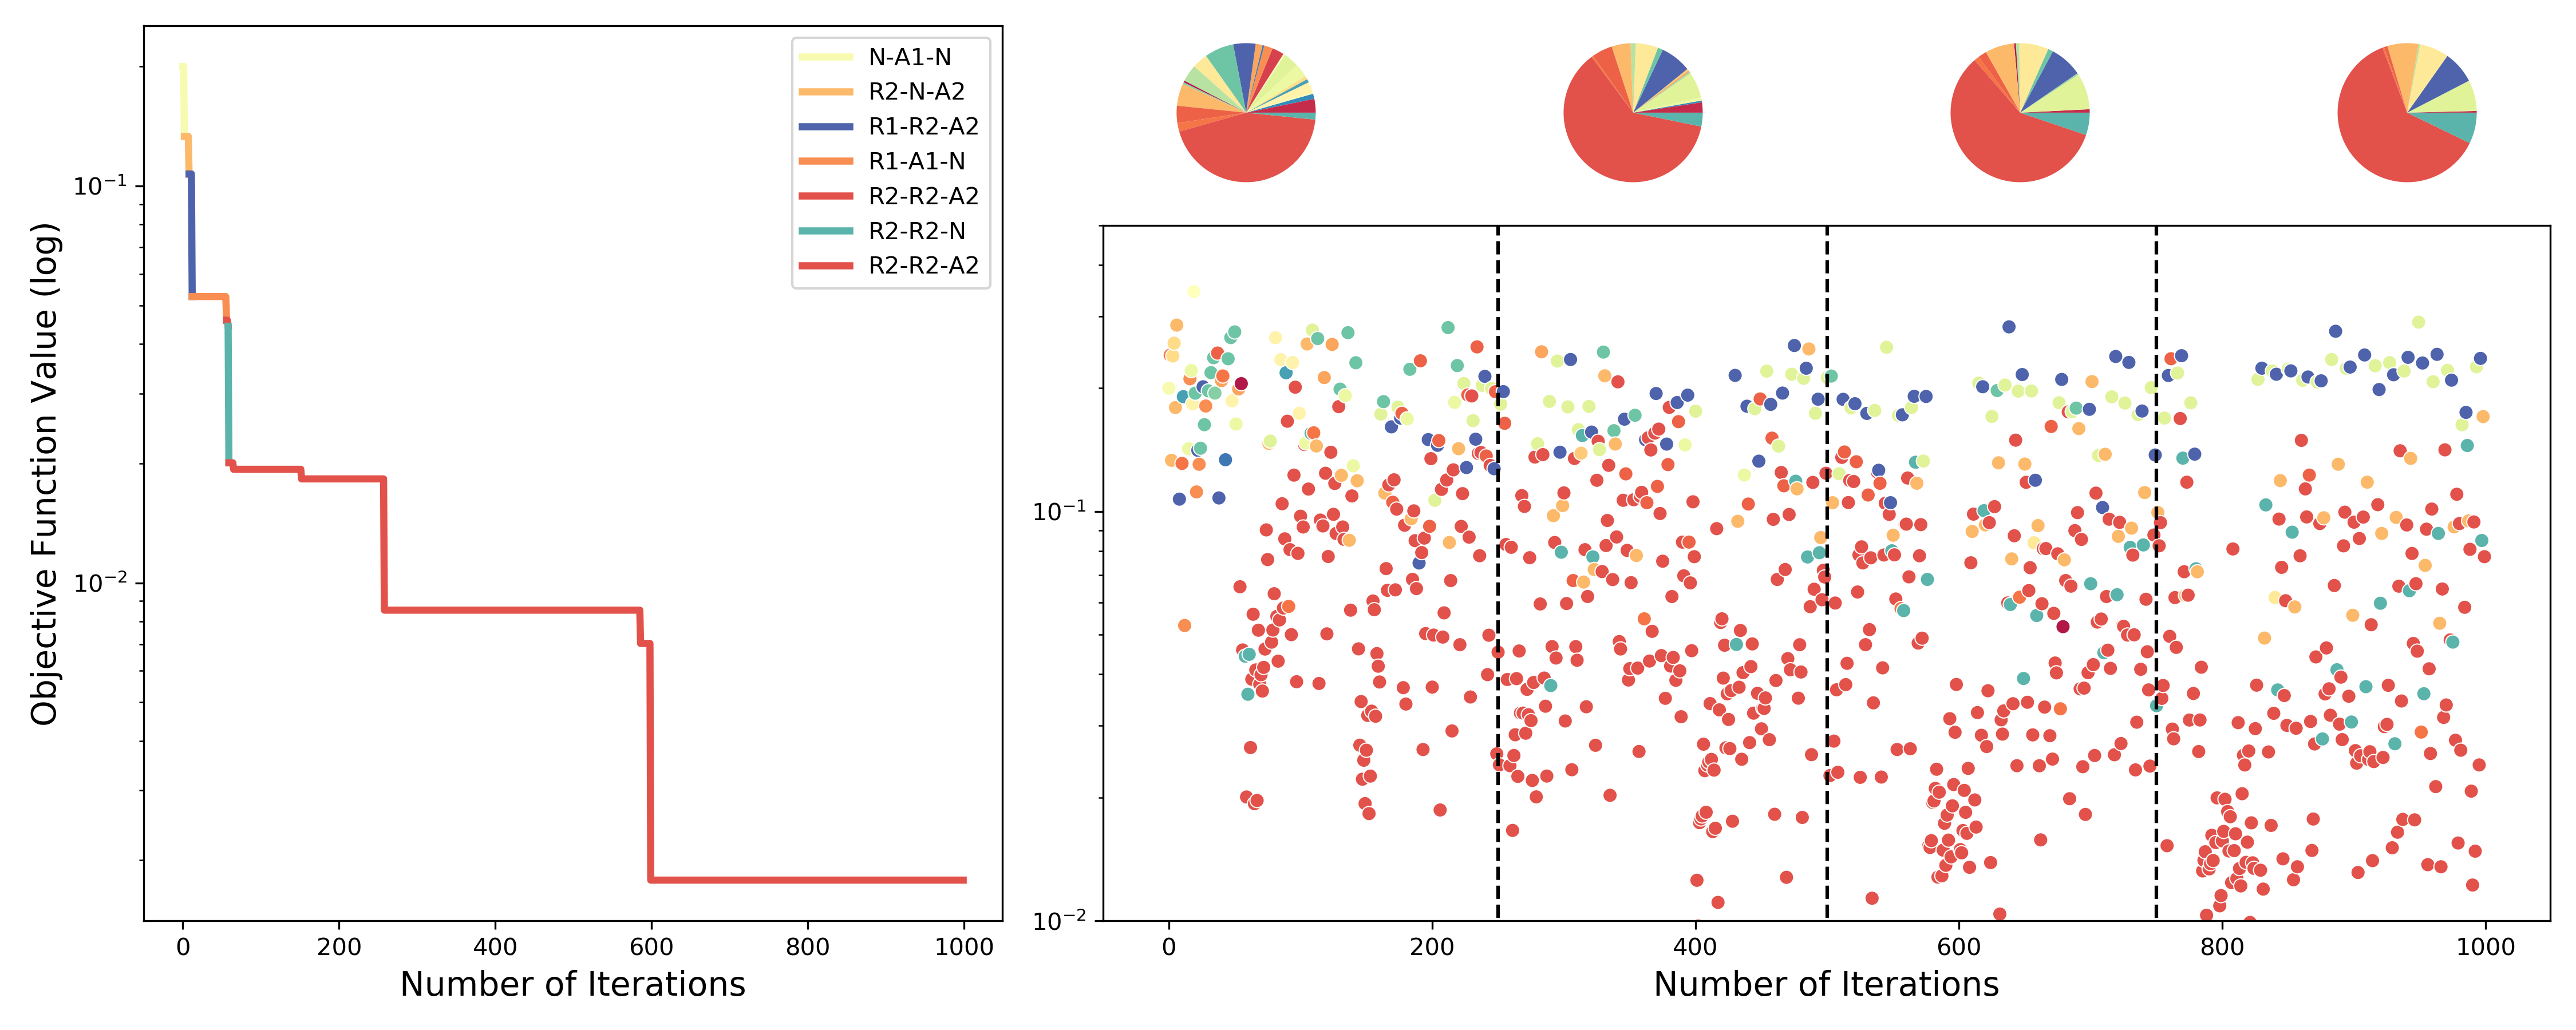 N-A1-N
R2-N-A2
R1-R2-A2
R1-A1-N
R2-R2-A2
R2-R2-N
R2-R2-A2
Objective Function Value (log)
10⁻¹
10⁻²
0 200 400 600 800 1000
Number of Iterations
10⁻¹
10⁻²
0 200 400 600 800 1000
Number of Iterations